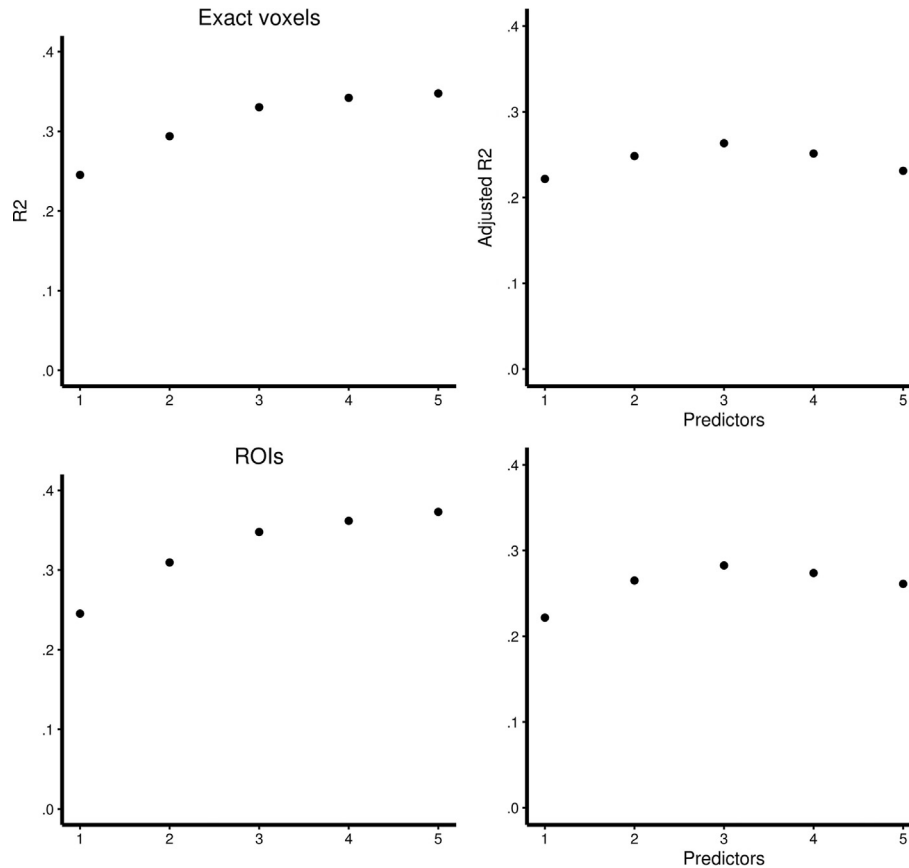 Exact voxels
R2
.4
.3
.2
.1
.0
1 2 3 4 5
Adjusted R2
.4
.3
.2
.1
.0
1 2 3 4 5
Predictors
ROIs
.4
.3
.2
.1
.0
1 2 3 4 5
.4
.3
.2
.1
.0
1 2 3 4 5
Predictors